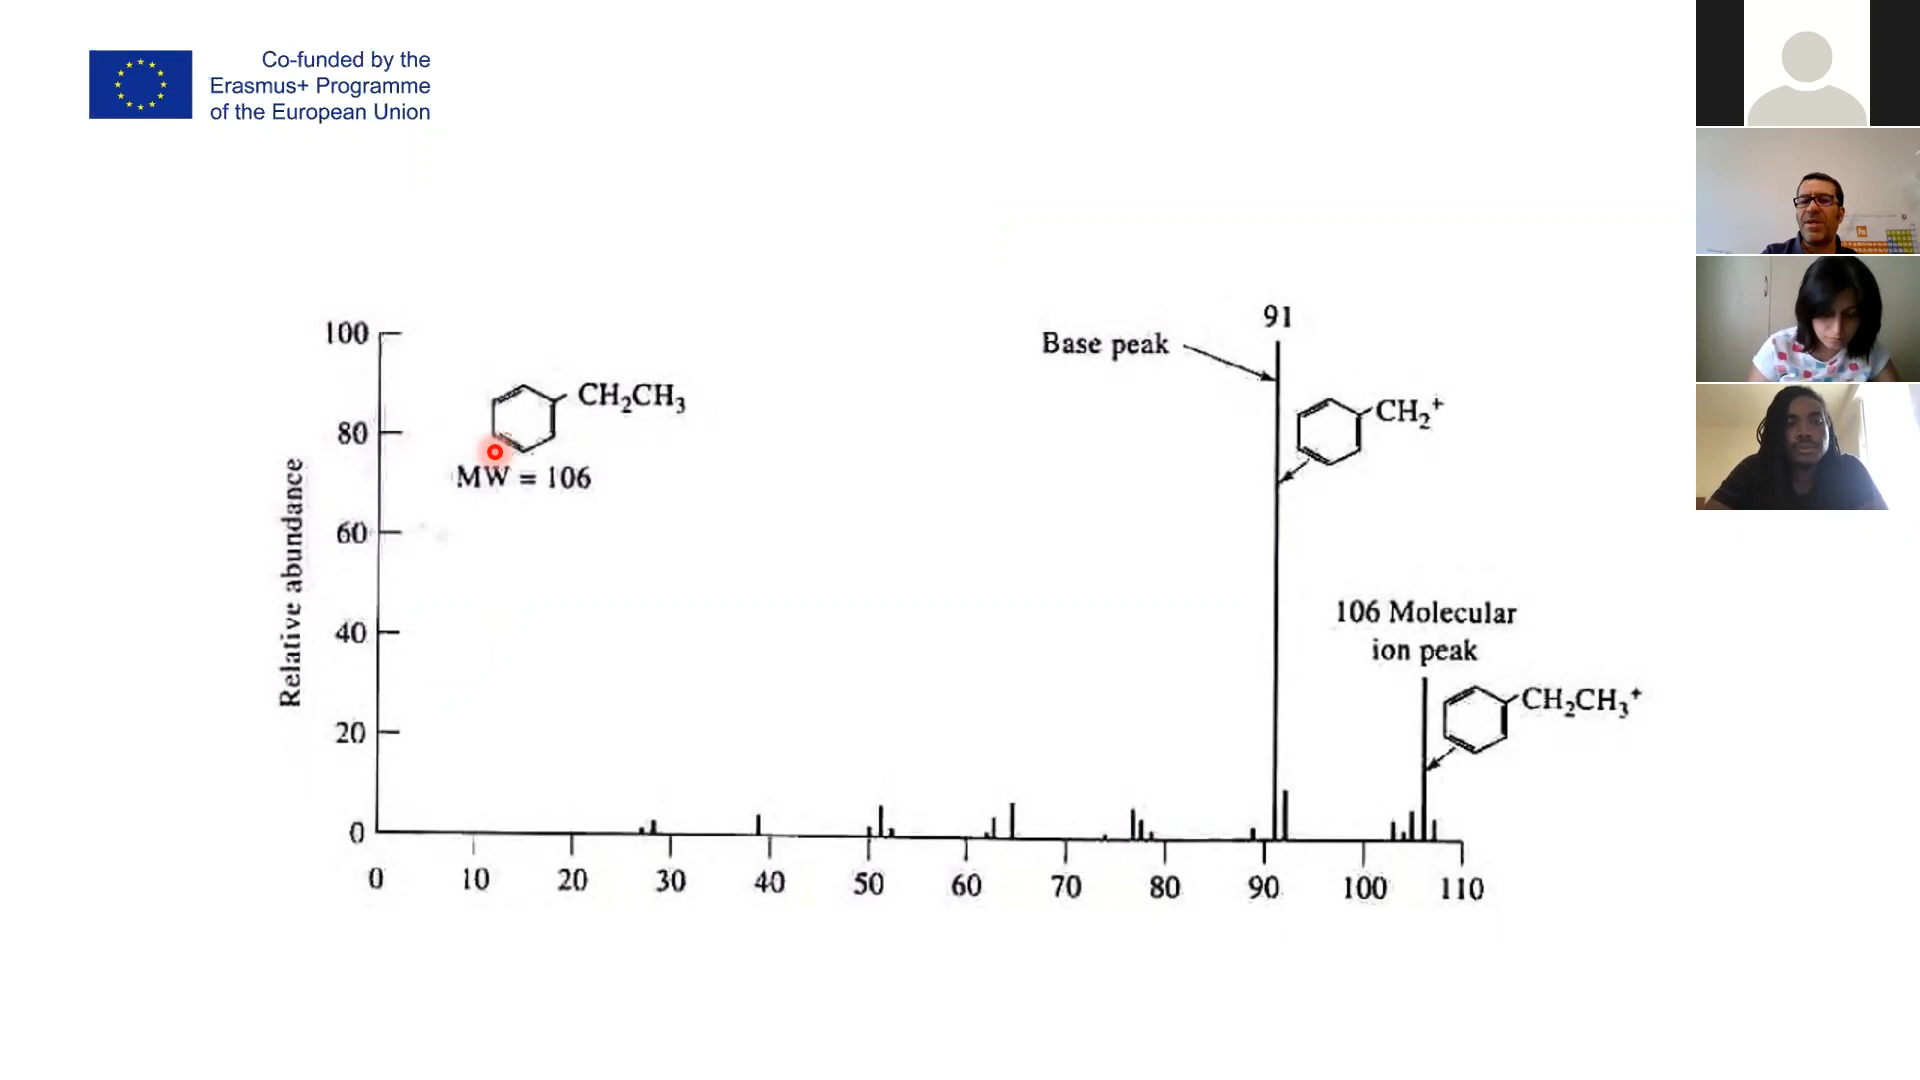 Co-funded by the
Erasmus+ Programme
of the European Union
91
Base peak
100
80
60
40
20
0
Relative abundance
CH₂CH₃
MW = 106
CH₂⁺
106 Molecular
ion peak
CH₂CH₃⁺
0 10 20 30 40 50 60 70 80 90 100 110